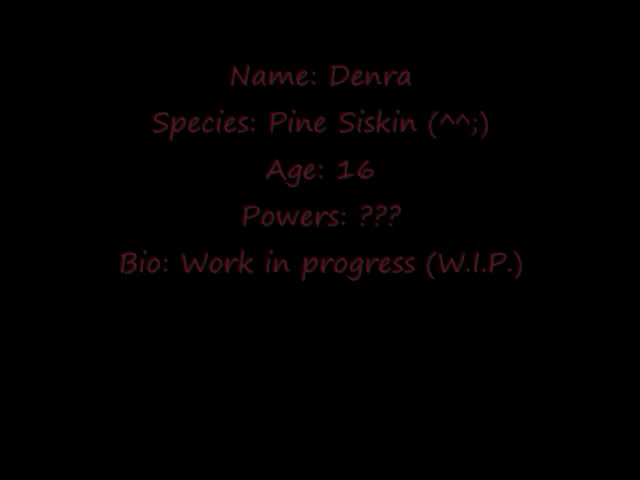 Name: Denra
Species: Pine Siskin (^^;)
Age: 16
Powers: ???
Bio: Work in progress (W.I.P.)